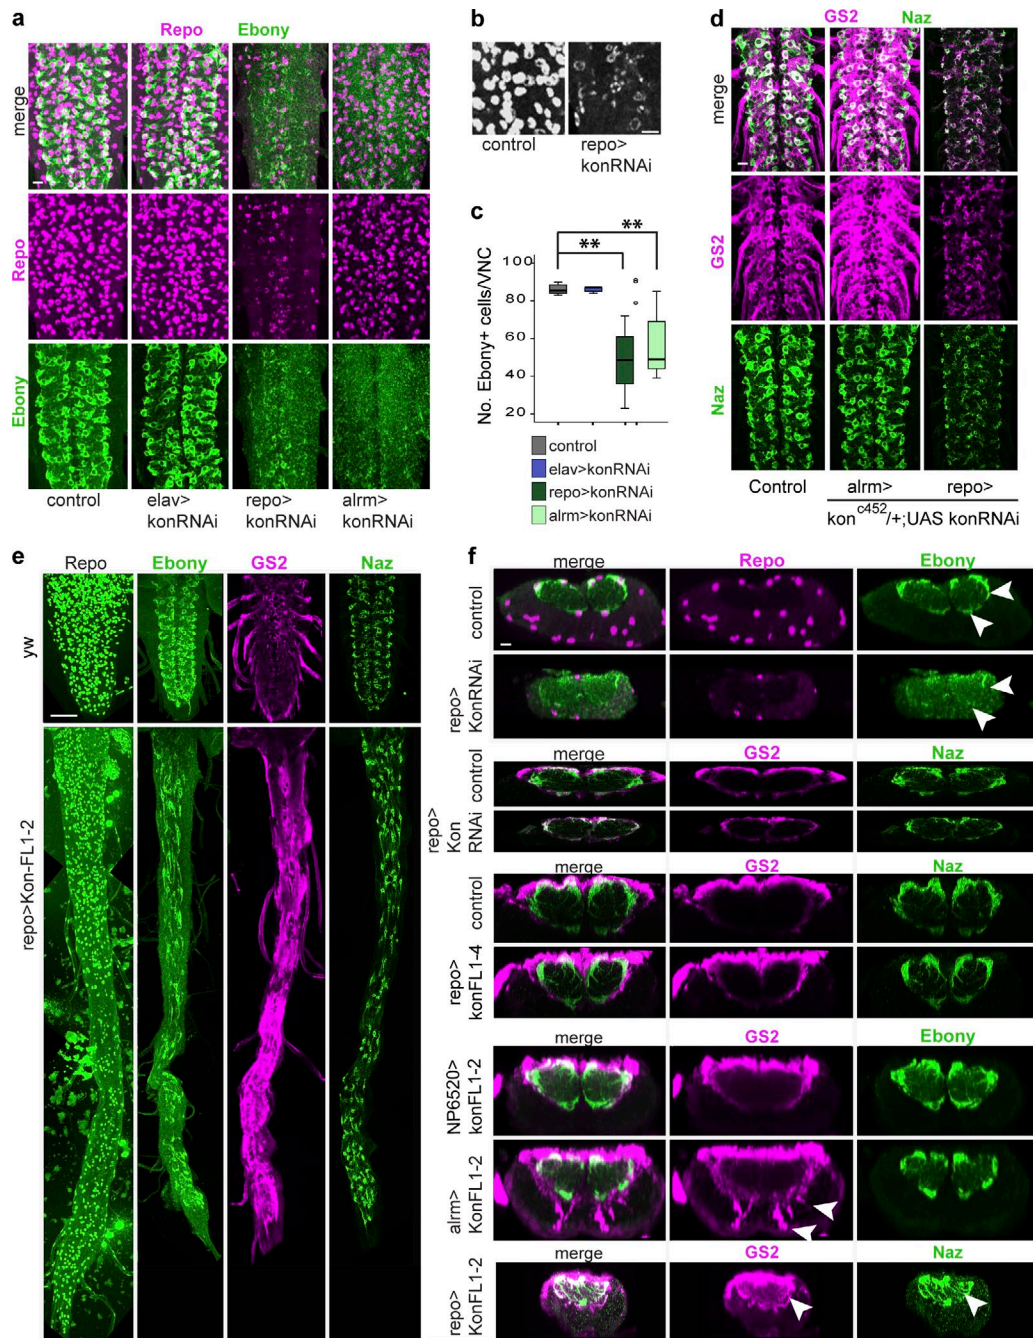 a
Repo Ebony
merge
Repo
Ebony
control
elav>
konRNAi
repo>
konRNAi
alrm>
konRNAi
b
control
repo>
konRNAi
c
**
**
No. Ebony+ cells/VNC
100
80
60
40
20
control
elav>konRNAi
repo>konRNAi
alrm>konRNAi
d
GS2 Naz
merge
GS2
Naz
Control
alrm>
repo>
kon^c452/+;UAS konRNAi
e
Repo Ebony GS2 Naz
yw
repo>Kon-FL1-2
f
merge Repo Ebony
control
repo>
KonRNAi
merge GS2 Naz
control
repo>
Kon
RNAi
merge GS2 Naz
control
repo>
konFL1-4
merge GS2 Ebony
NP6520>
konFL1-2
alrm>
KonFL1-2
merge GS2 Naz
repo>
KonFL1-2